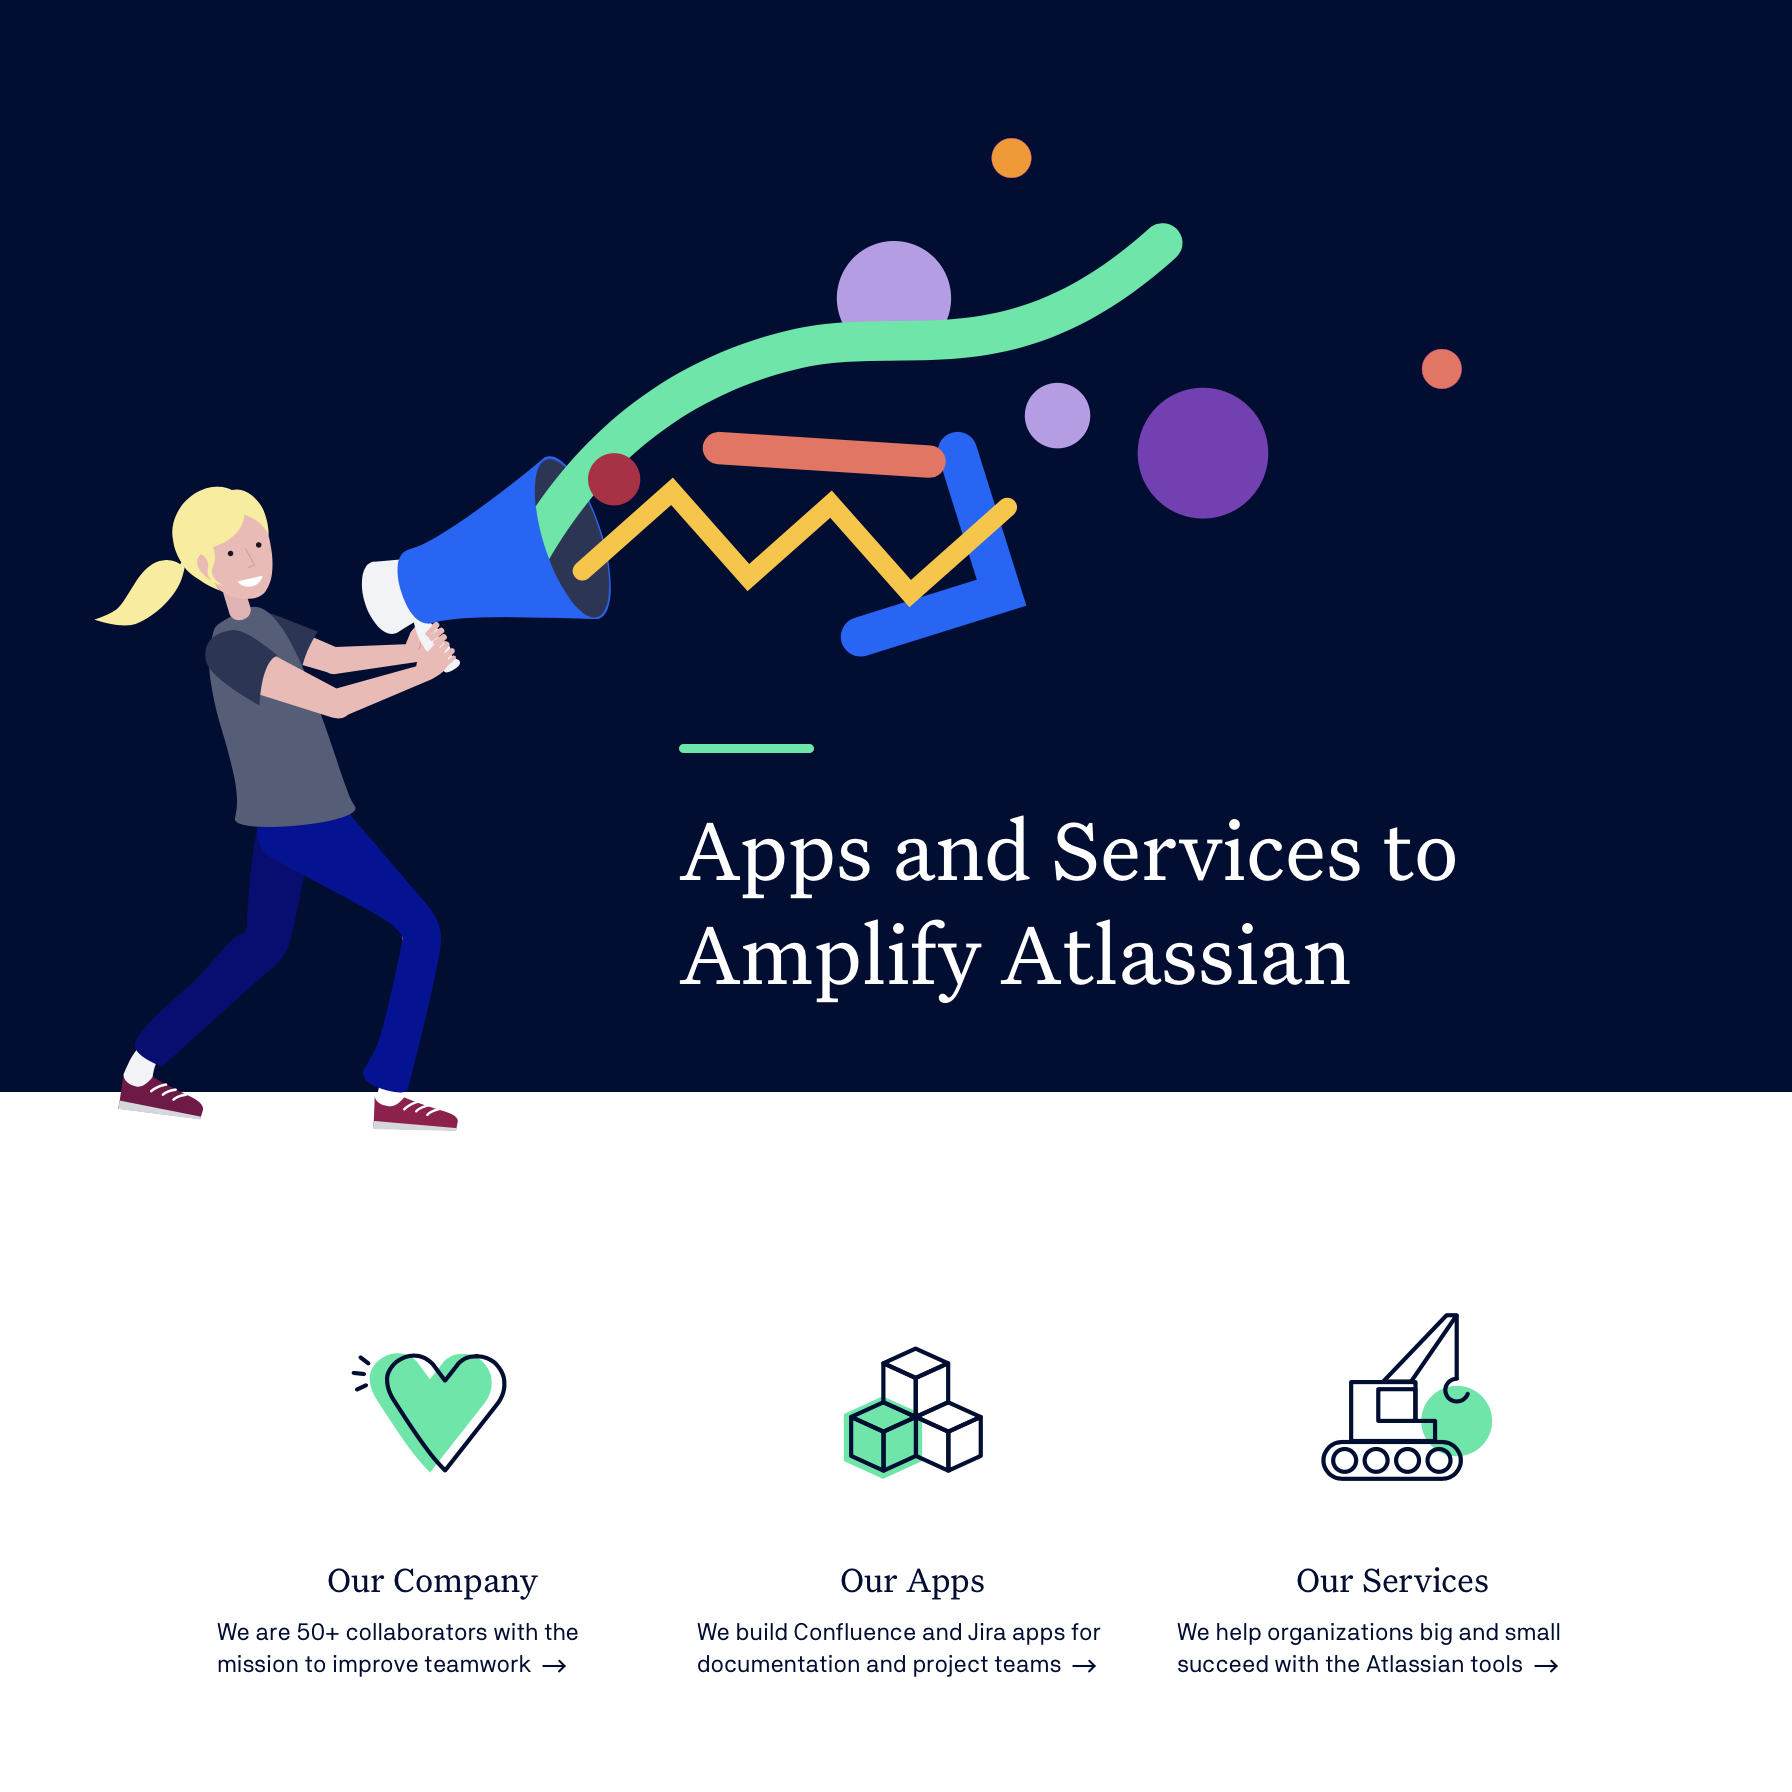 Apps and Services to
Amplify Atlassian
Our Company
We are 50+ collaborators with the
mission to improve teamwork →
Our Apps
We build Confluence and Jira apps for
documentation and project teams →
Our Services
We help organizations big and small
succeed with the Atlassian tools →